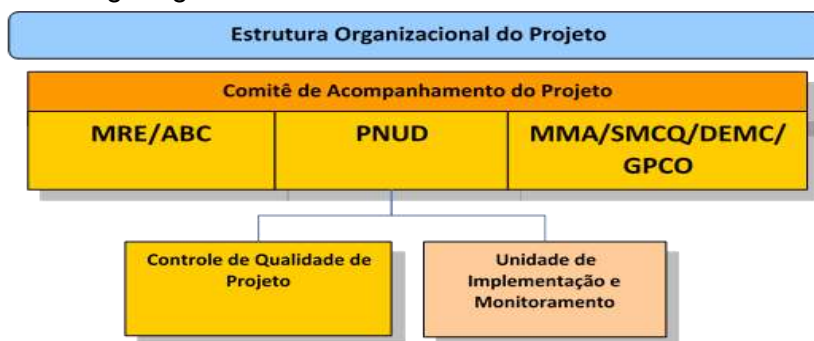 Estrutura Organizacional do Projeto
Comitê de Acompanhamento do Projeto
MRE/ABC
PNUD
MMA/SMCQ/DEMC/
GPCO
Controle de Qualidade de
Projeto
Unidade de
Implementação e
Monitoramento